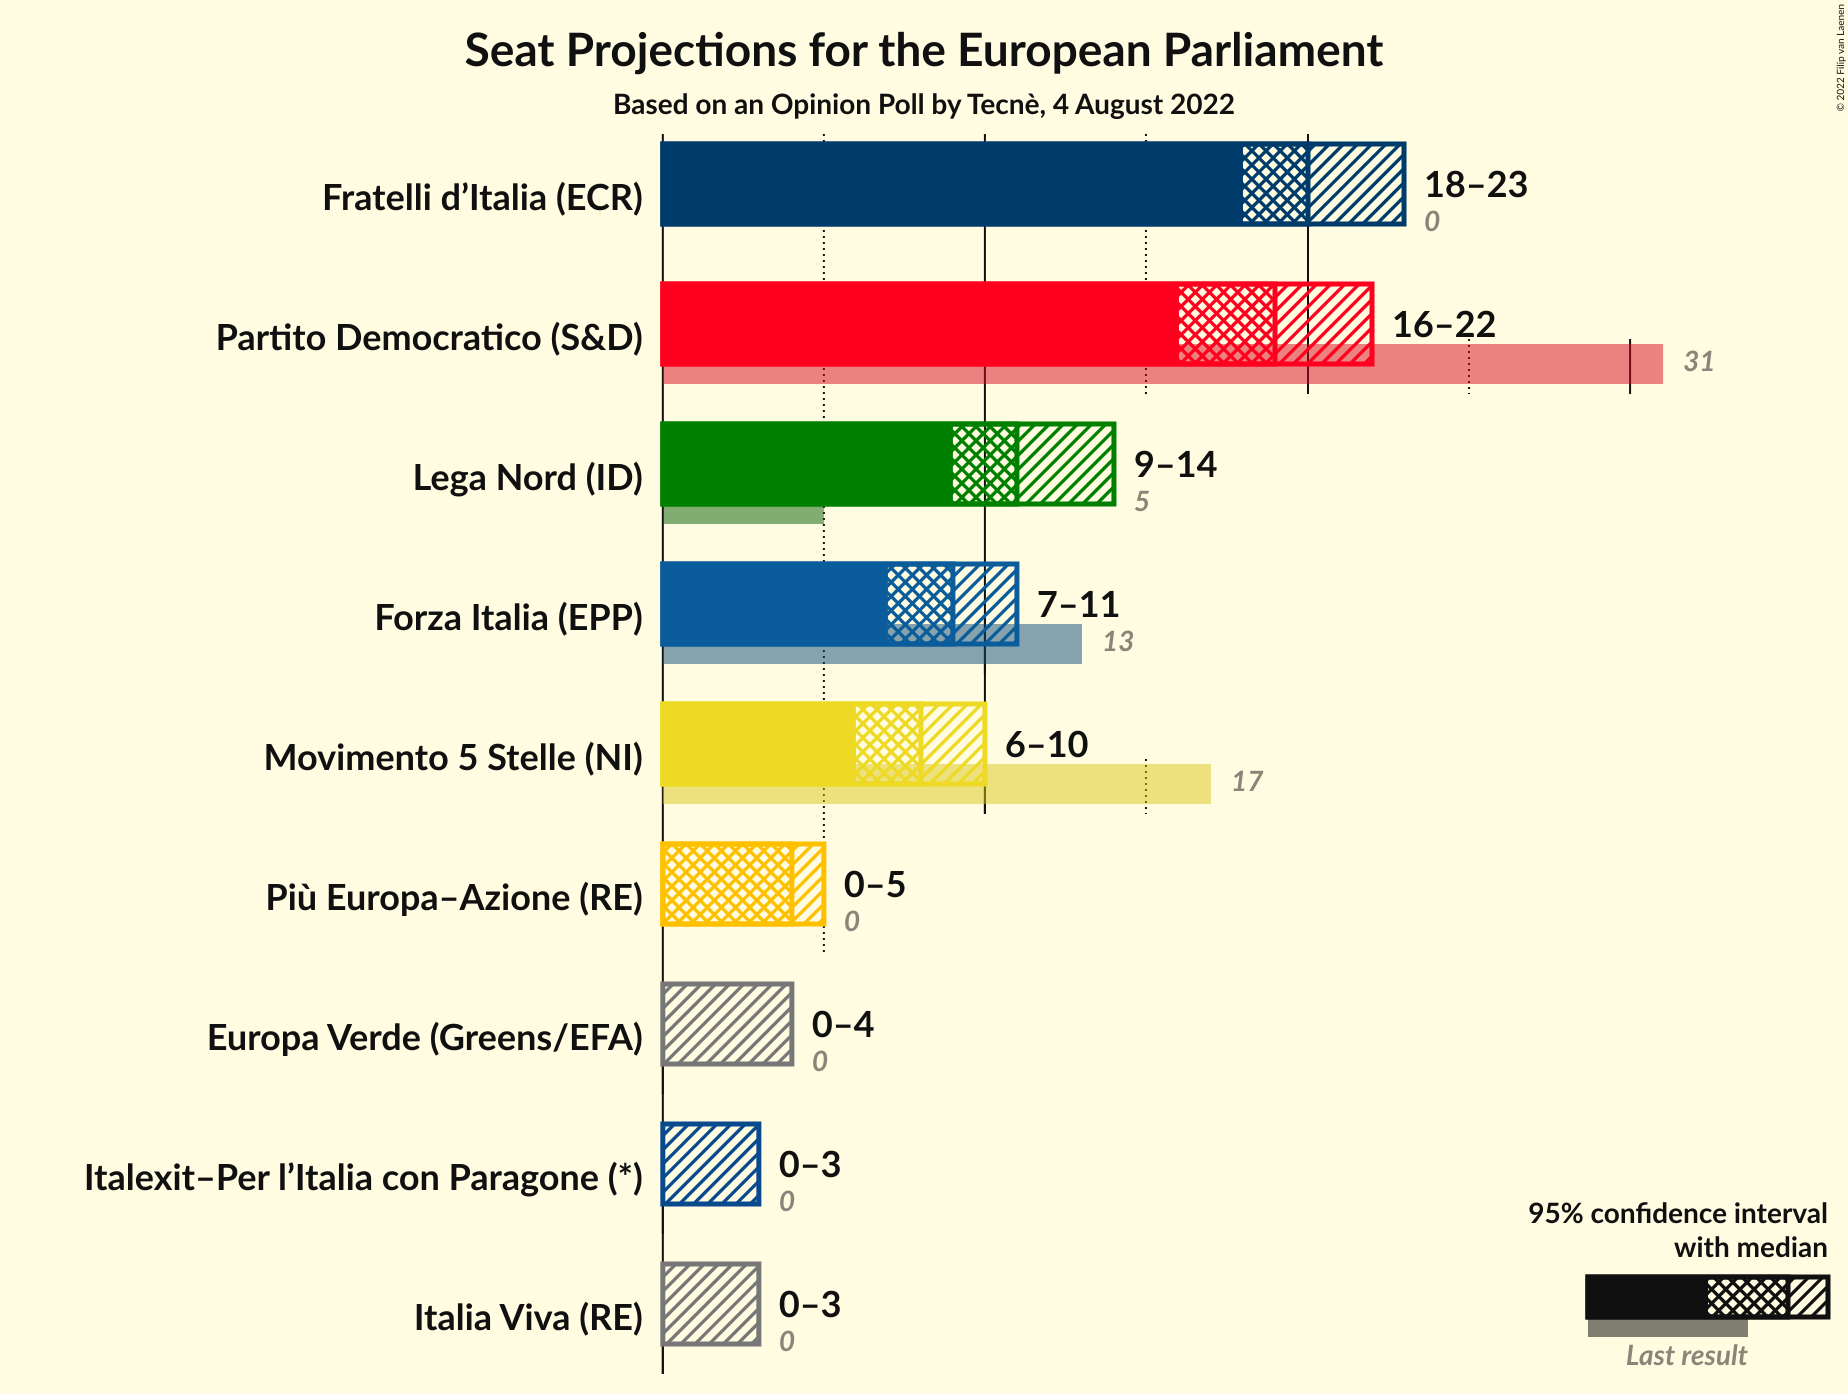 Seat Projections for the European Parliament
Based on an Opinion Poll by Tecnè, 4 August 2022
© 2022 Filip van Laenen
Fratelli d’Italia (ECR)
18–23
0
Partito Democratico (S&D)
16–22
31
Lega Nord (ID)
9–14
5
Forza Italia (EPP)
7–11
13
Movimento 5 Stelle (NI)
6–10
17
Più Europa–Azione (RE)
0–5
0
Europa Verde (Greens/EFA)
0–4
0
Italexit–Per l’Italia con Paragone (*)
0–3
0
Italia Viva (RE)
0–3
0
95% confidence interval
with median
Last result